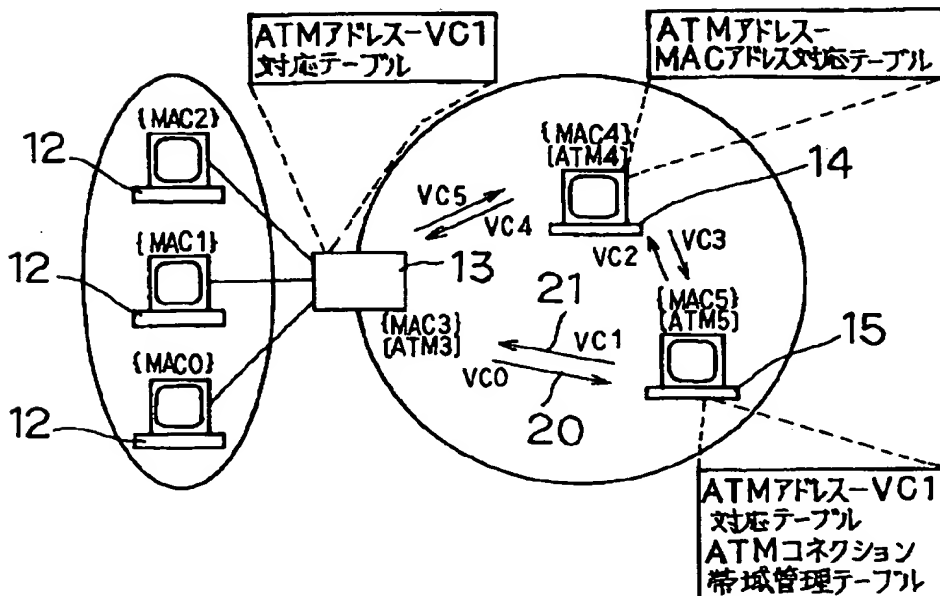 ATMアドレス-VC1
対応テーブル
ATM
アドレス-
MACアドレス対応テーブル
{MAC2}
12
{MAC1}
12
{MAC0}
12
13
{MAC3}
[ATM3]
VC5
VC4
{MAC4}
[ATM4]
14
VC2
VC3
21
VC1
VC0
20
{MAC5}
[ATM5]
15
ATMアドレス-VC1
対応テーブル
ATMコネクション
帯域管理テーブル